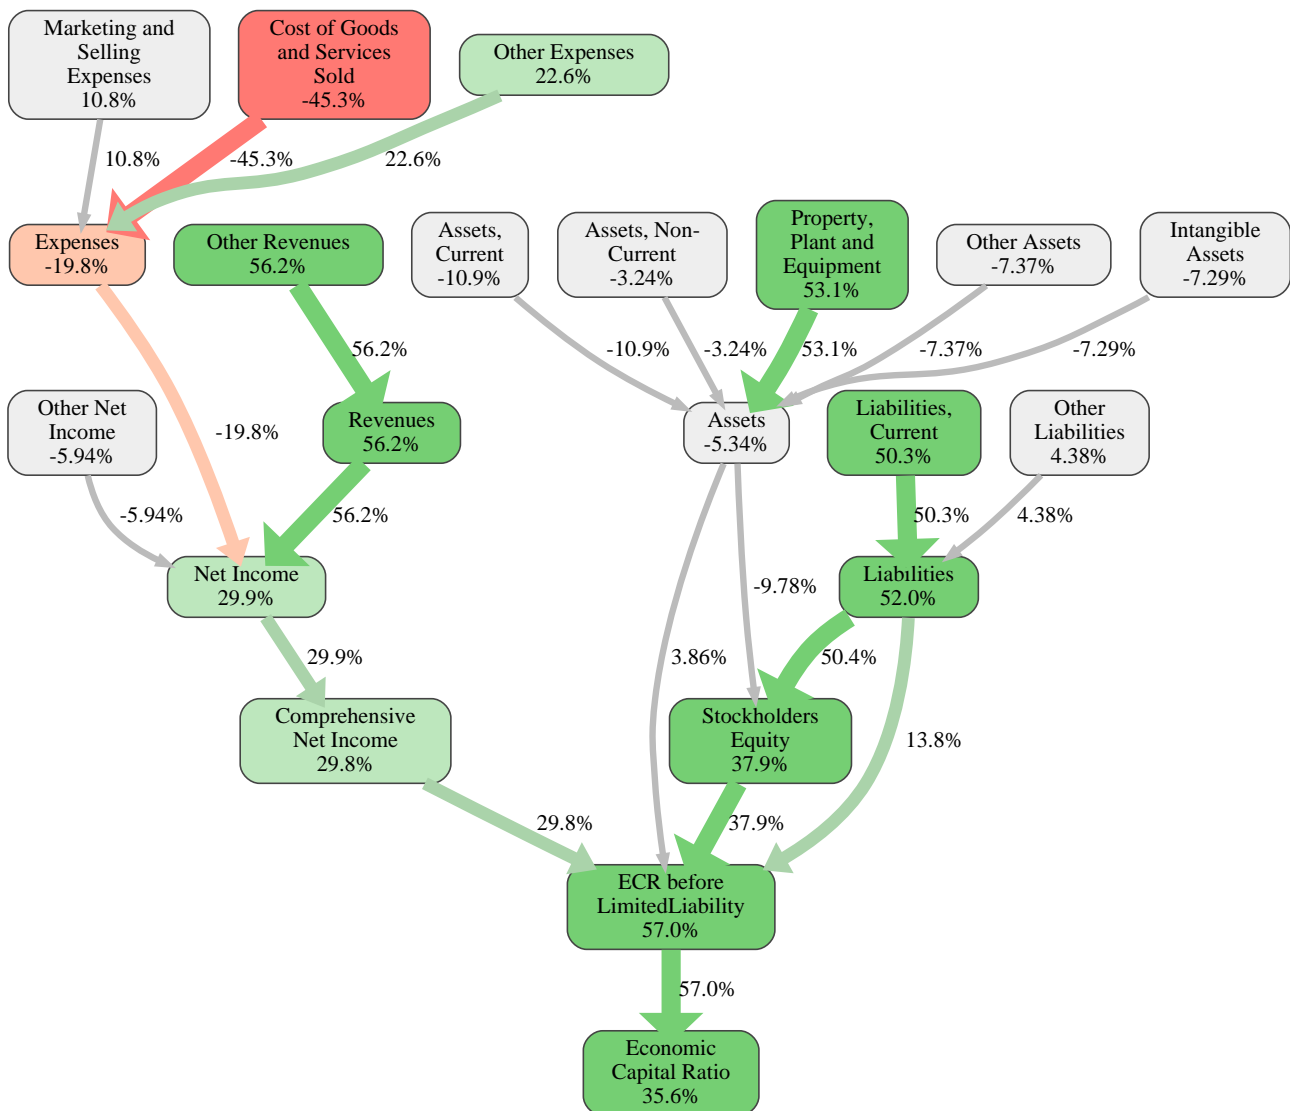 Marketing and
Selling
Expenses
10.8%
Cost of Goods
and Services
Sold
-45.3%
Other Expenses
22.6%
10.8%
-45.3%
22.6%
Expenses
-19.8%
Other Revenues
56.2%
Assets,
Current
-10.9%
Assets, Non-
Current
-3.24%
Property,
Plant and
Equipment
53.1%
Other Assets
-7.37%
Intangible
Assets
-7.29%
56.2%
-10.9%
-3.24%
53.1%
-7.37%
-7.29%
Other Net
Income
-5.94%
-19.8%
Revenues
56.2%
Assets
-5.34%
Liabilities,
Current
50.3%
Other
Liabilities
4.38%
-5.94%
56.2%
50.3%
4.38%
Net Income
29.9%
-9.78%
Liabilities
52.0%
29.9%
3.86%
50.4%
Comprehensive
Net Income
29.8%
Stockholders
Equity
37.9%
13.8%
29.8%
37.9%
ECR before
LimitedLiability
57.0%
57.0%
Economic
Capital Ratio
35.6%